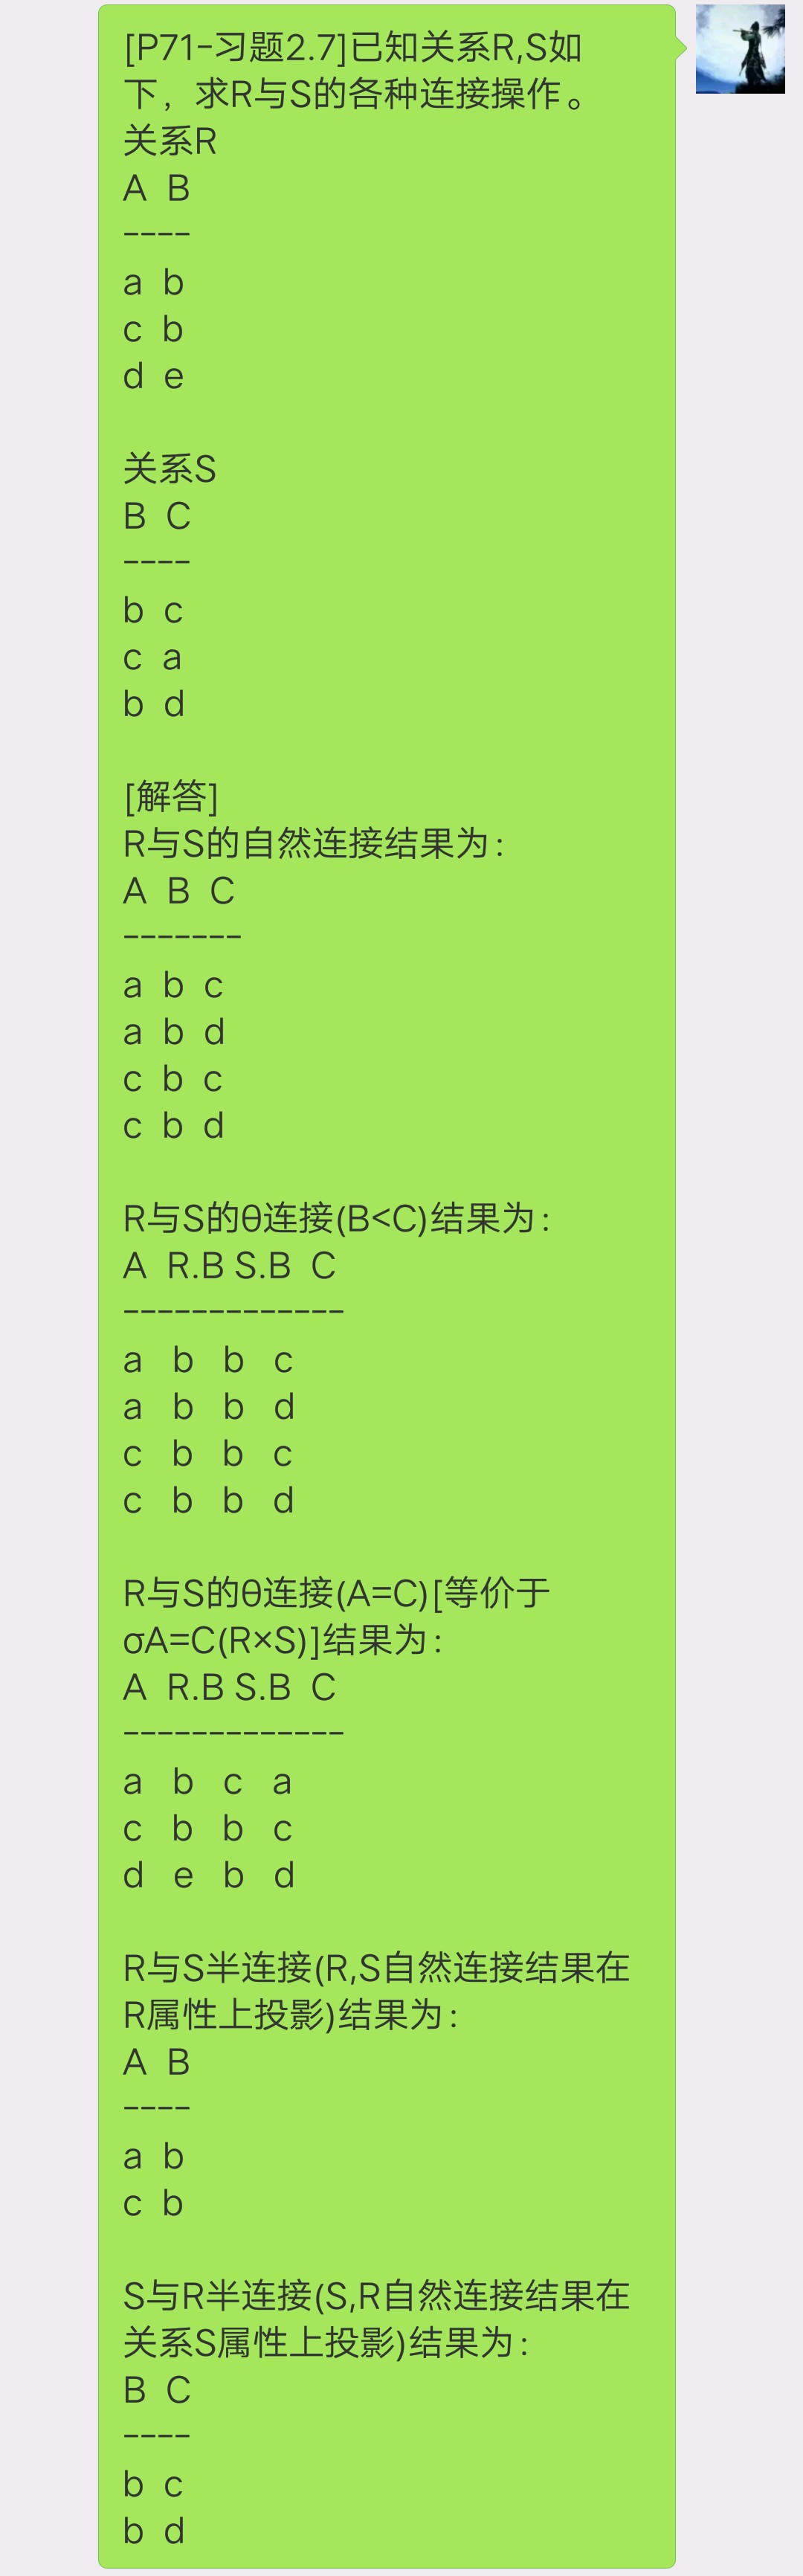 [P71-习题2.7]已知关系R,S如
下，求R与S的各种连接操作。
关系R
A B
----
a b
c b
d e
关系S
B C
----
b c
c a
b d
[解答]
R与S的自然连接结果为:
A B C
-------
a b c
a b d
c b c
c b d
R与S的θ连接(B<C)结果为:
A R.B S.B C
-------------
a b b c
a b b d
c b b c
c b b d
R与S的θ连接(A=C)[等价于
σA=C(R×S)]结果为:
A R.B S.B C
-------------
a b c a
c b b c
d e b d
R与S半连接(R,S自然连接结果在
R属性上投影)结果为:
A B
----
a b
c b
S与R半连接(S,R自然连接结果在
关系S属性上投影)结果为:
B C
----
b c
b d